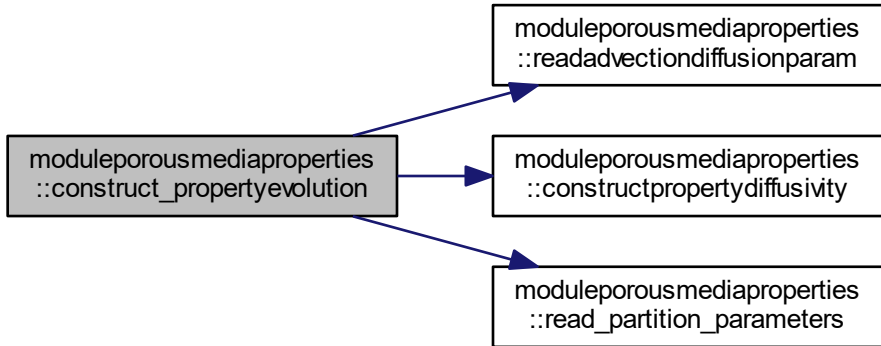 moduleporousmediaproperties
::readadvectiondiffusionparam
moduleporousmediaproperties
::construct_propertyevolution
moduleporousmediaproperties
::constructpropertydiffusivity
moduleporousmediaproperties
::read_partition_parameters